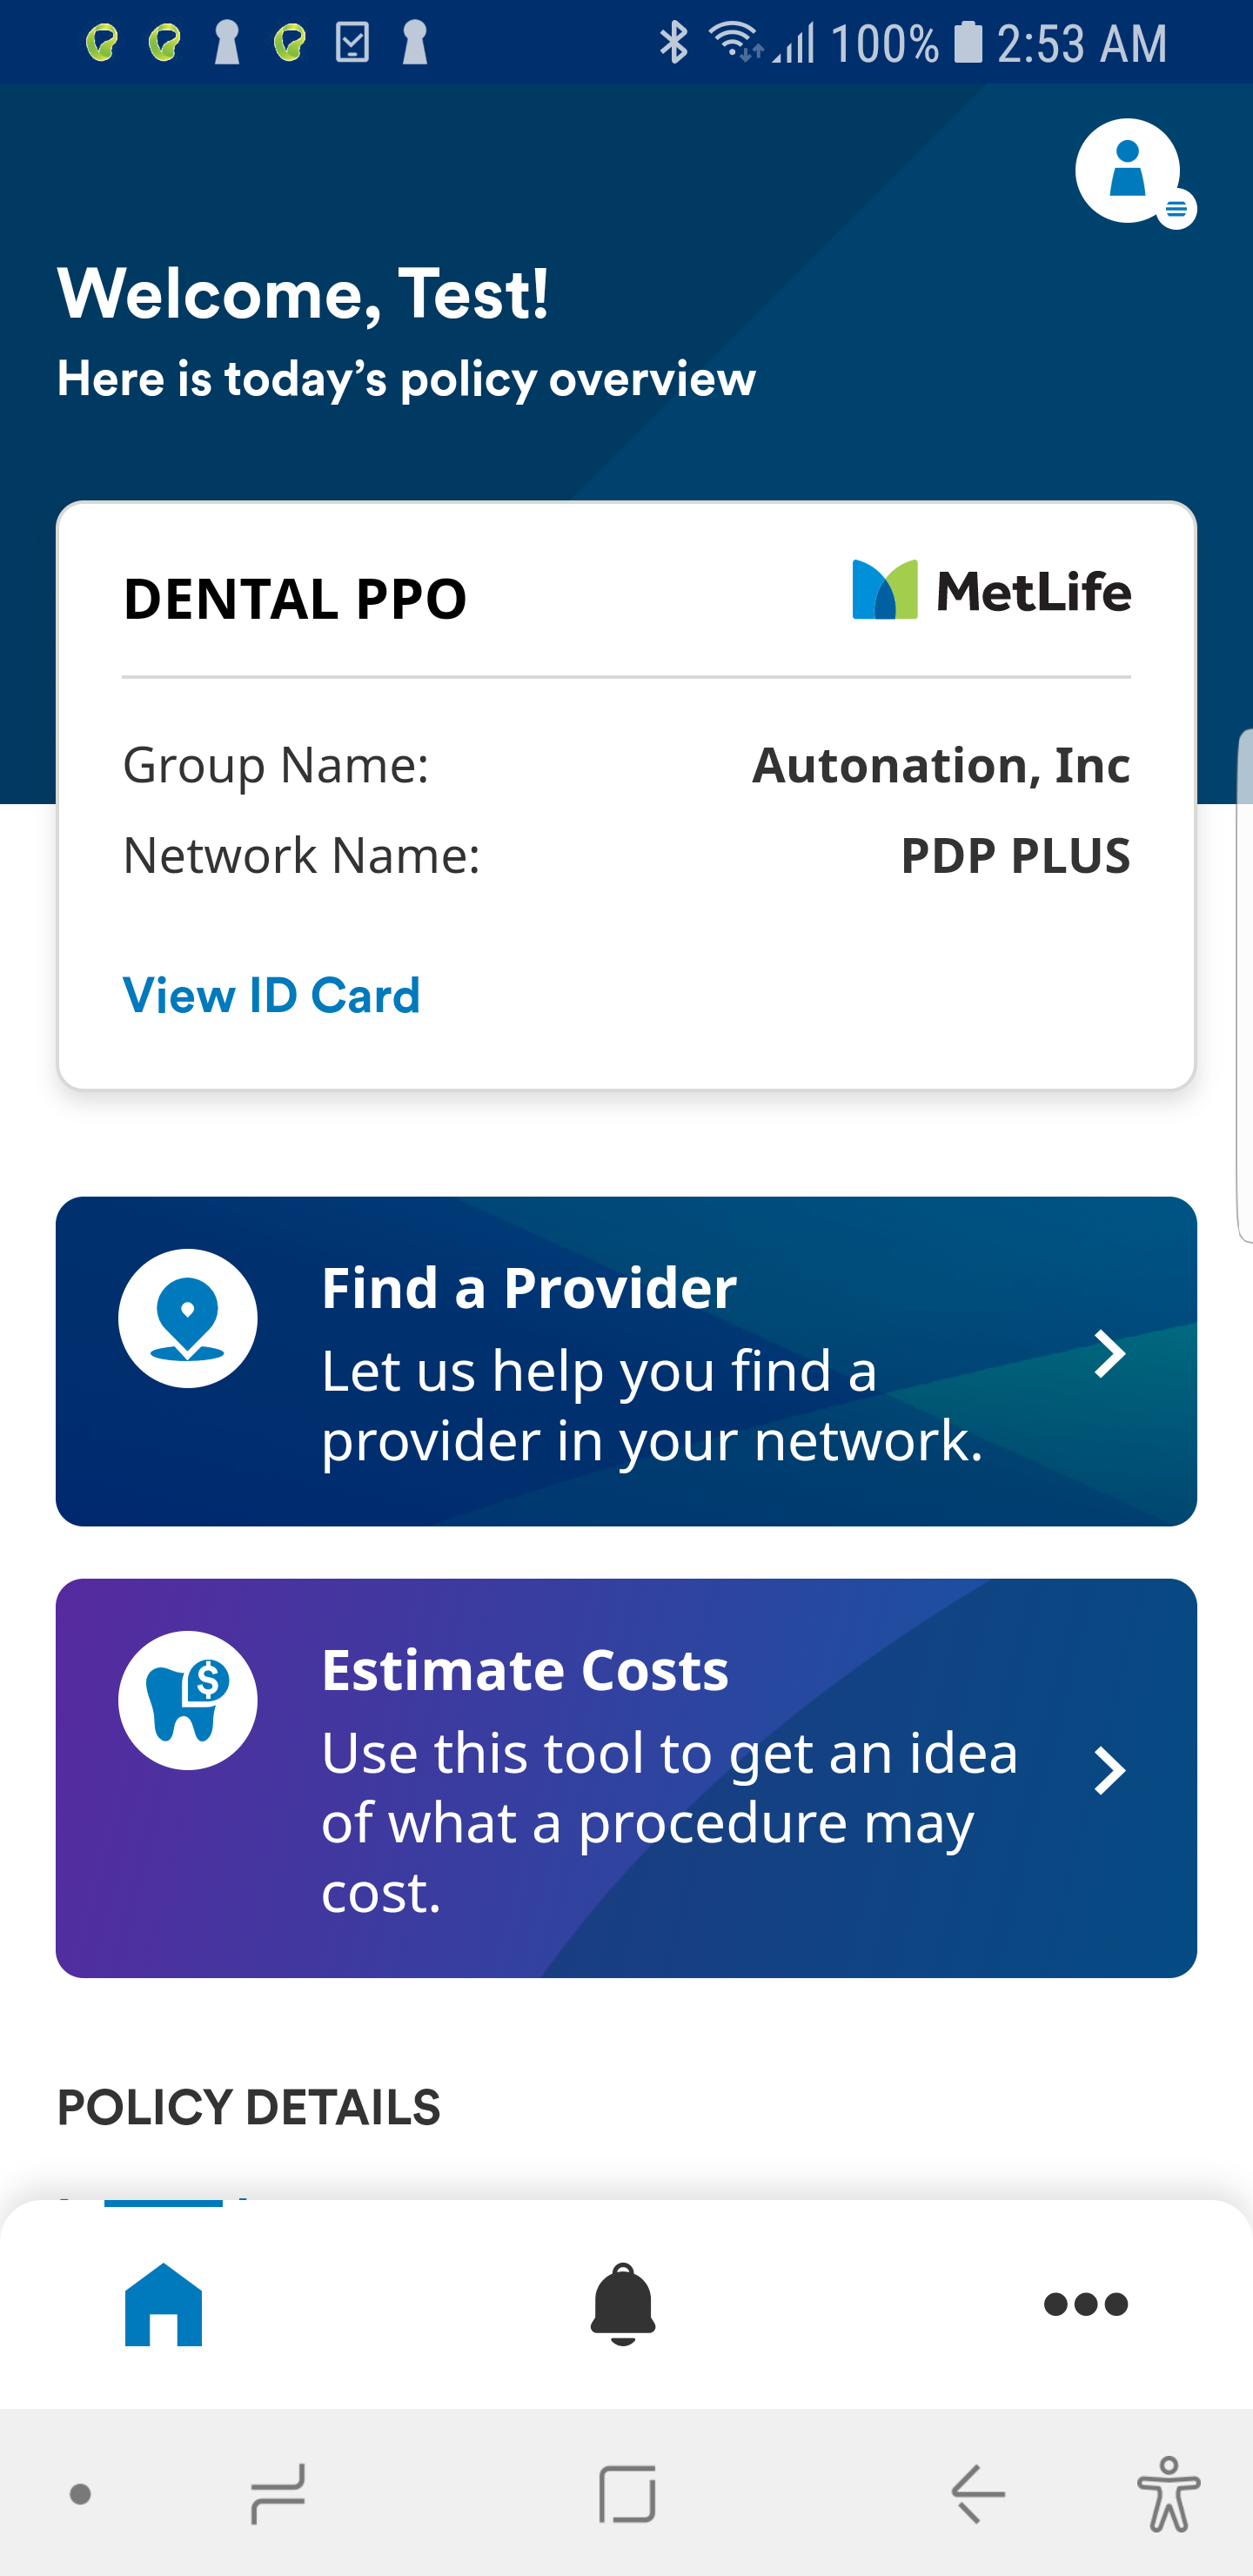 100% 2:53 AM
Welcome, Test!
Here is today’s policy overview
DENTAL PPO
MetLife
Group Name: Autonation, Inc
Network Name: PDP PLUS
View ID Card
Find a Provider
Let us help you find a
provider in your network.
$
Estimate Costs
Use this tool to get an idea
of what a procedure may
cost.
POLICY DETAILS